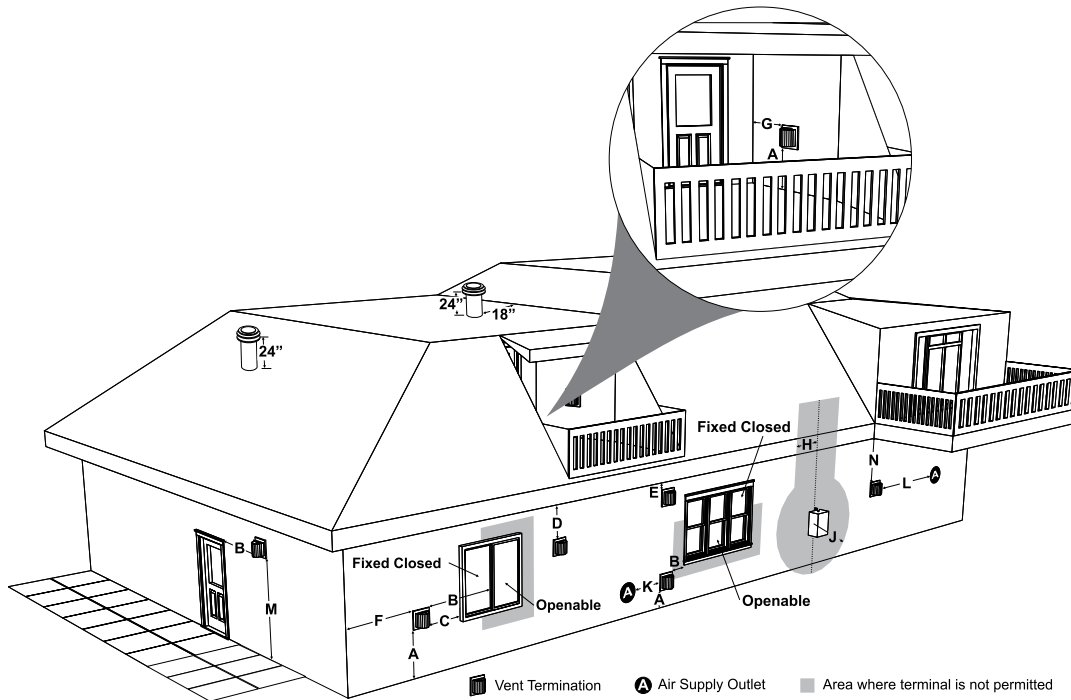 G
A
24”
18”
24”
Fixed Closed
H
N
L
A
E
D
B
Fixed Closed
J
B
M
B
K
A
A
Openable
Openable
F
C
A
Vent Termination
A Air Supply Outlet
Area where terminal is not permitted